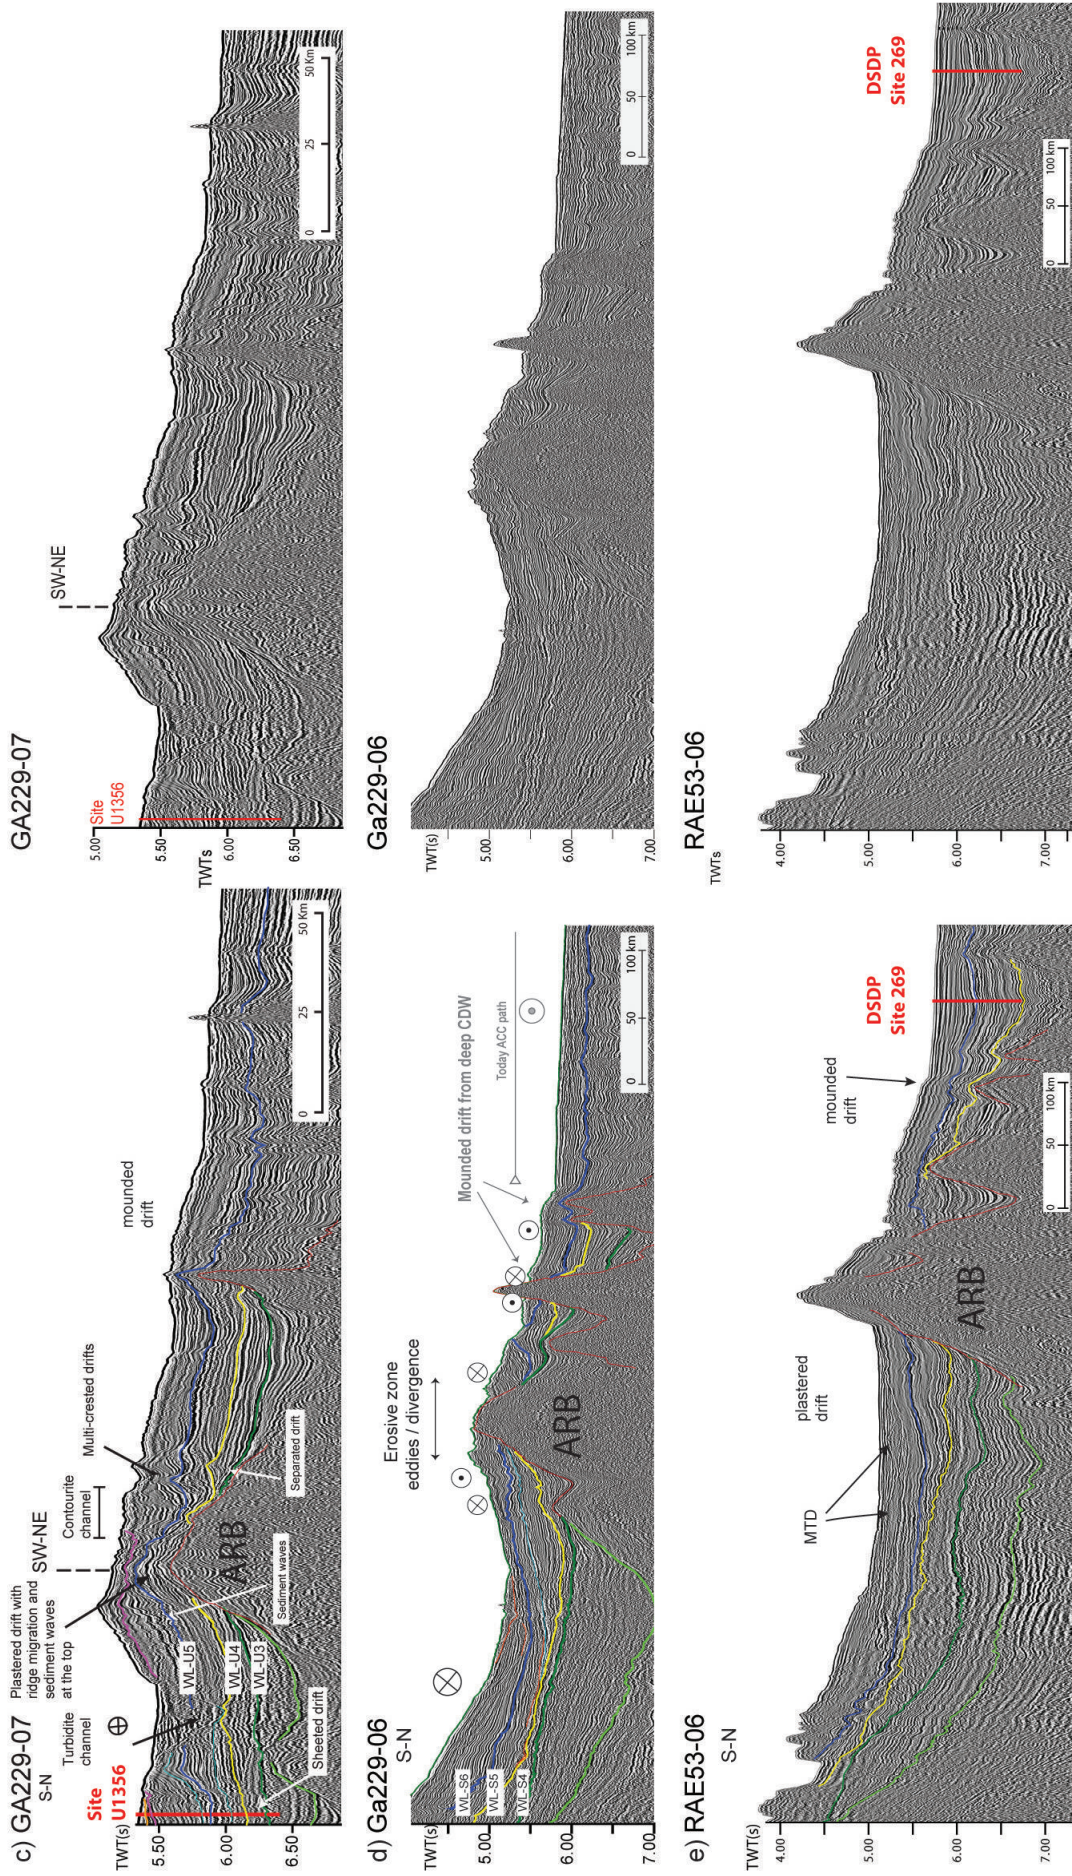 c) GA229-07
S-N
Plastered drift with
ridge migration and
sediment waves
at the top
SW-NE
Contourite
channel
Multi-crested drifts
mounded
drift
Turbidite
channel
Site
U1356
TWT(s)
5.50
6.00
6.50
WL-U5
WL-U4
WL-U3
Sheeted drift
Sediment waves
Separated drift
ARB
0
25
50 Km
GA229-07
SW-NE
Site
U1356
5.00
5.50
6.00
6.50
TWTs
0
25
50 Km
d) Ga229-06
S-N
TWT(s)
5.00
6.00
7.00
WL-S6
WL-S5
WL-S4
Erosive zone
eddies / divergence
Mounded drift from deep CDW
Today ACC path
ARB
0
50
100 km
Ga229-06
TWT(s)
5.00
6.00
7.00
0
50
100 km
e) RAE53-06
S-N
TWT(s)
4.00
5.00
6.00
7.00
MTD
plastered
drift
mounded
drift
DSDP
Site 269
ARB
0
50
100 km
RAE53-06
TWTs
4.00
5.00
6.00
7.00
DSDP
Site 269
0
50
100 km